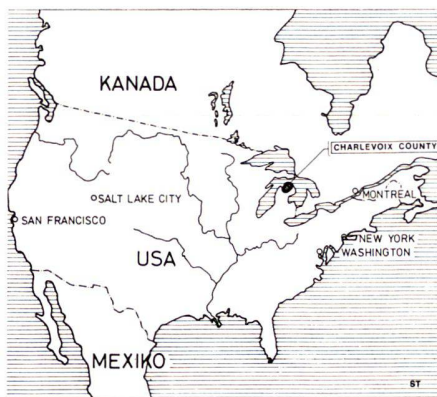 KANADA
CHARLEVOIX COUNTY
SALT LAKE CITY
MONTREAL
SAN FRANCISCO
NEW YORK
USA
WASHINGTON
MEXIKO
ST